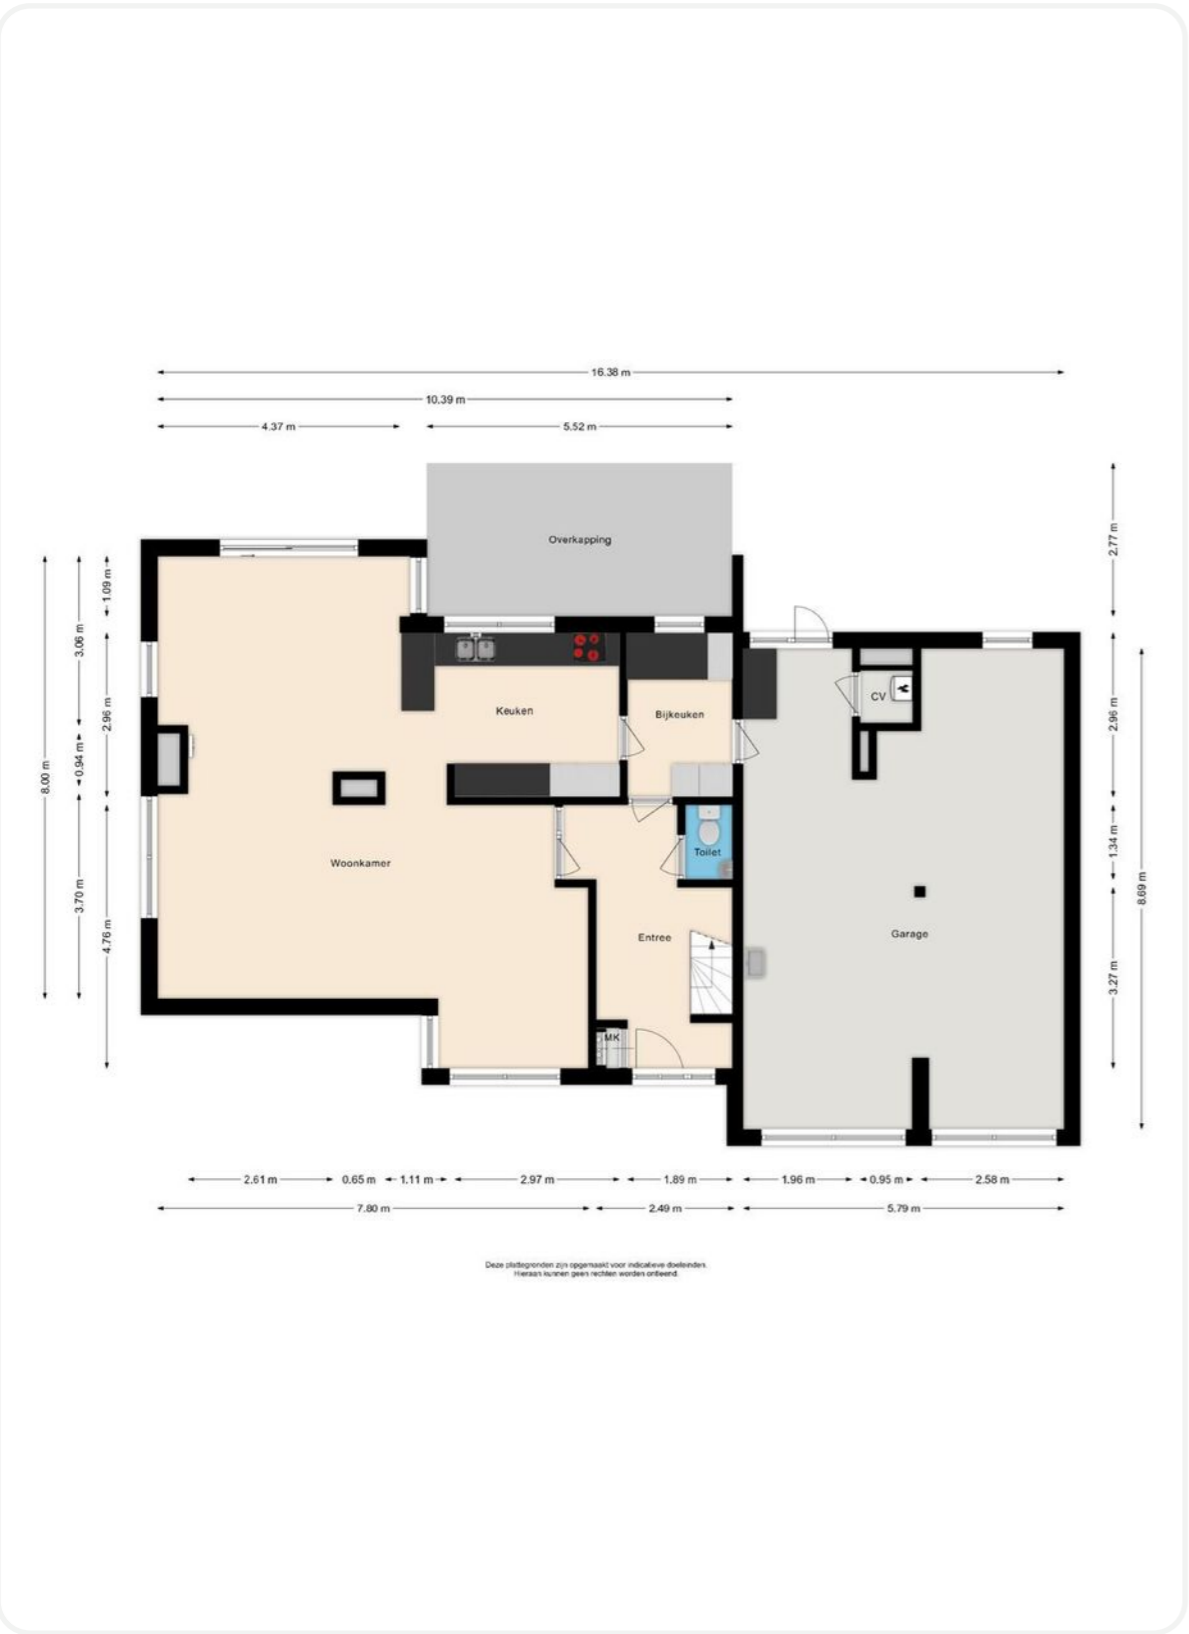 16.38 m
10.39 m
4.37 m
5.52 m
2.77 m
Overkapping
1.09 m
3.06 m
8.00 m
2.96 m
0.94 m
3.70 m
4.76 m
Keuken
Bijkeuken
CV
2.96 m
Woonkamer
Toilet
1.34 m
8.69 m
Entree
Garage
3.27 m
MK
2.61 m
0.65 m
1.11 m
2.97 m
1.89 m
1.96 m
0.95 m
2.58 m
7.80 m
2.49 m
5.79 m
Deze plattegronden zijn opgemaakt voor indicatieve doeleinden.
Hieraan kunnen geen rechten worden ontleend.